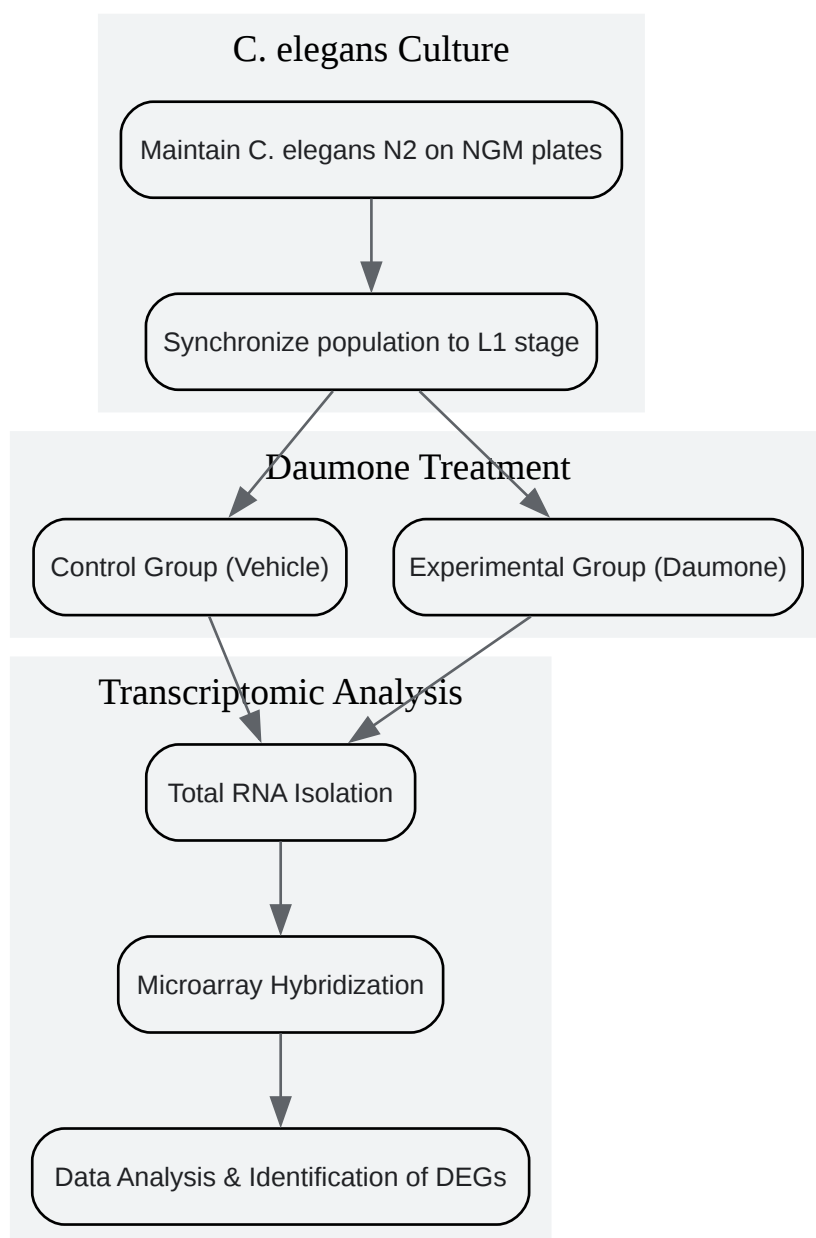 C. elegans Culture
Maintain C. elegans N2 on NGM plates
Synchronize population to L1 stage
Daumone Treatment
Control Group (Vehicle)
Experimental Group (Daumone)
Transcriptomic Analysis
Total RNA Isolation
Microarray Hybridization
Data Analysis & Identification of DEGs